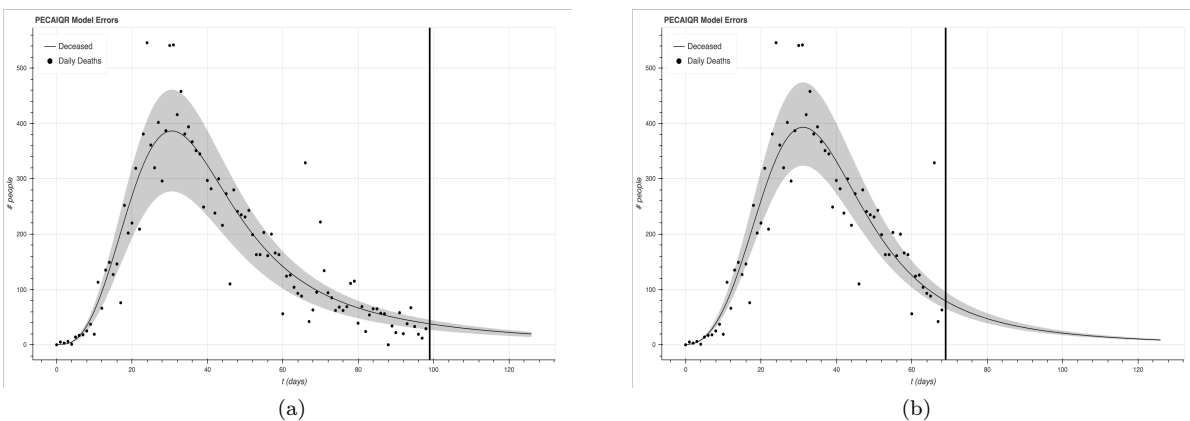 PECAIQR Model Errors
Deceased
Daily Deaths
500
400
300
200
100
0
# people
0 20 40 60 80 100 120
t (days)
(a)
PECAIQR Model Errors
Deceased
Daily Deaths
500
400
300
200
100
0
# people
0 20 40 60 80 100 120
t (days)
(b)